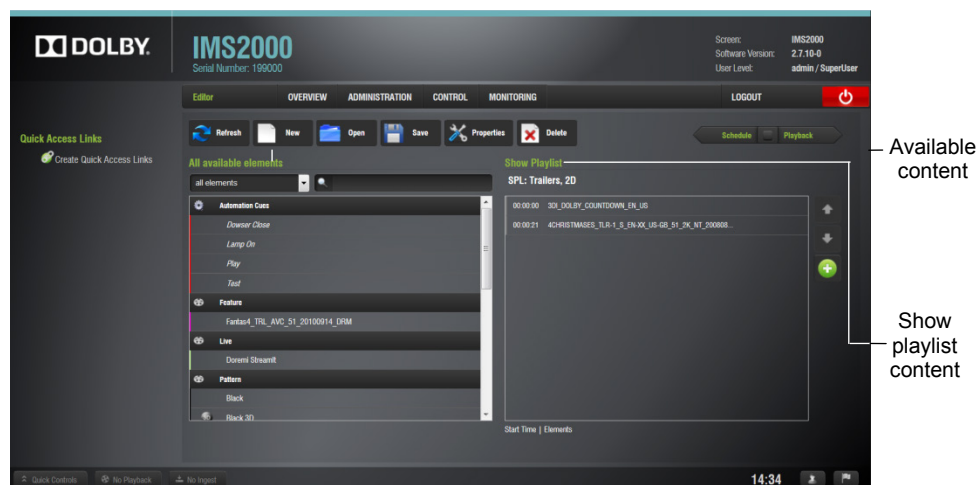 DOLBY.
IMS2000
Serial Number: 199000
Screen: IMS2000
Software Version: 2.7.10-0
User Level: admin / SuperUser
Editor OVERVIEW ADMINISTRATION CONTROL MONITORING LOGOUT
Quick Access Links
Create Quick Access Links
Refresh New Open Save Properties Delete
Schedule Playback
All available elements
all elements
Automation Cues
Dowser Close
Lamp On
Play
Test
Feature
Fantas4_TRL_AVC_51_20100914_DRM
Live
Doremi StreamIt
Pattern
Black
Black 3D
Show Playlist
SPL: Trailers, 2D
00:00:00 3DI_DOLBY_COUNTDOWN_EN_US
00:00:21 4CHRISTMASES_TLR-1_S_EN-XX_US-GB_51_2K_NT_200808...
Start Time | Elements
Available
content
Show
playlist
content
Quick Controls No Playback No Ingest 14:34